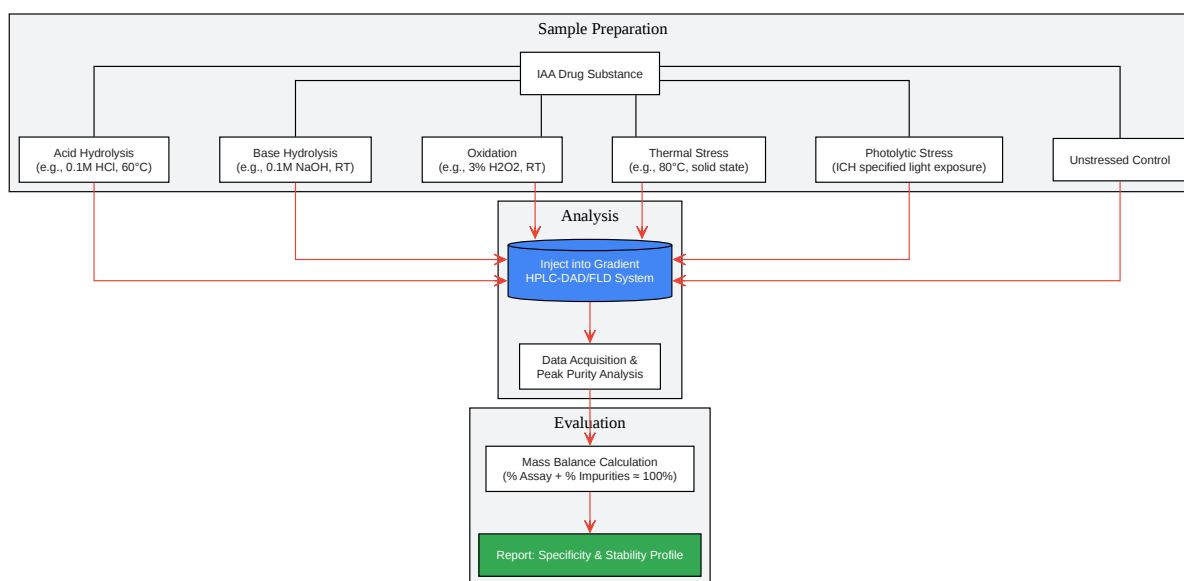 Sample Preparation
IAA Drug Substance
Acid Hydrolysis
(e.g., 0.1M HCl, 60°C)
Base Hydrolysis
(e.g., 0.1M NaOH, RT)
Oxidation
(e.g., 3% H2O2, RT)
Thermal Stress
(e.g., 80°C, solid state)
Photolytic Stress
(ICH specified light exposure)
Unstressed Control
Analysis
Inject into Gradient
HPLC-DAD/FLD System
Data Acquisition &
Peak Purity Analysis
Evaluation
Mass Balance Calculation
(% Assay + % Impurities ≈ 100%)
Report: Specificity & Stability Profile